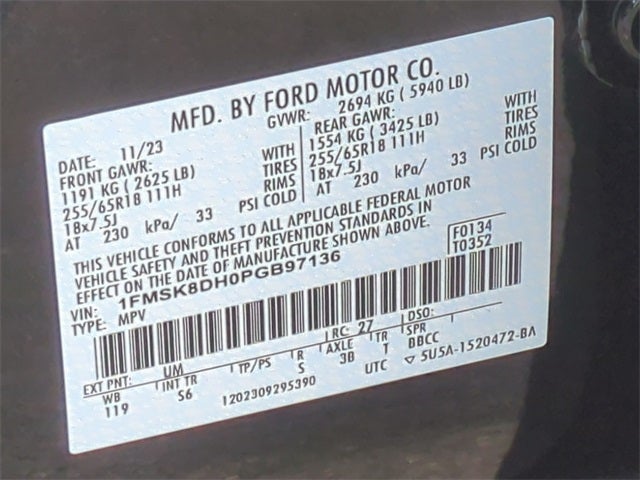 MFD. BY FORD MOTOR CO.
DATE: 11/23 GVWR: 2694 KG ( 5940 LB)
FRONT GAWR: REAR GAWR:
1191 KG ( 2625 LB) WITH 1554 KG ( 3425 LB) WITH
255/65R18 111H TIRES 255/65R18 111H TIRES
18x7.5J RIMS 18x7.5J RIMS
AT 230 kPa/ 33 PSI COLD AT 230 kPa/ 33 PSI COLD
THIS VEHICLE CONFORMS TO ALL APPLICABLE FEDERAL MOTOR
VEHICLE SAFETY AND THEFT PREVENTION STANDARDS IN
EFFECT ON THE DATE OF MANUFACTURE SHOWN ABOVE.
F0134
T0352
VIN: 1FMSK8DH0PGB97136
TYPE: MPV
EXT PNT: UM RC: 27 DSO:
WB INT TR TP/PS R AXLE TR SPR
119 S6 S 3B T BBCC
1202309295390 UTC ▽ 5U5A-1520472-BA